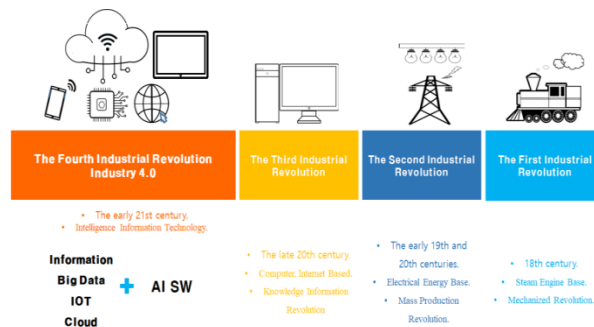 The Fourth Industrial Revolution
Industry 4.0
The Third Industrial
Revolution
The Second Industrial
Revolution
The First Industrial
Revolution
• The early 21st century.
• Intelligence Information Technology.
Information
Big Data
IOT
Cloud
+
AI SW
• The late 20th century.
• Computer, Internet Based.
• Knowledge Information
Revolution
• The early 19th and
20th centuries.
• Electrical Energy Base.
• Mass Production
Revolution.
• 18th century.
• Steam Engine Base.
• Mechanized Revolution.